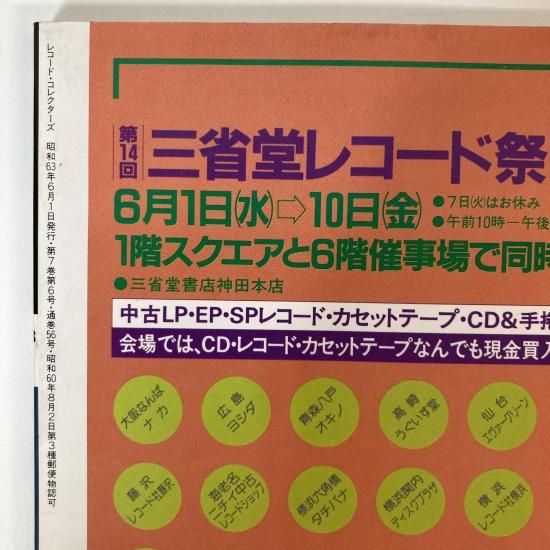 レコード・コレクターズ 昭和63年6月1日発行・第7巻第6号・通巻56号・昭和60年8月2日第3種郵便物認可
第14回 三省堂レコード祭
6月1日(水)⇨10日(金)
●7日(火)はお休み
●午前10時ー午後
1階スクエアと6階催事場で同時
●三省堂書店神田本店
中古LP・EP・SPレコード・カセットテープ・CD&手持
会場では、CD・レコード・カセットテープなんでも現金買入
大阪なんば
ナカ
広島
ヨシダ
青森八戸
オキノ
高崎
うぐいす堂
仙台
エヴァーグリーン
藤沢
レコード社藤沢
海老名
ニチイ中古
レコードショップ
横浜六角橋
タチバナ
横浜関内
ディスクプラザ
横浜
レコード社横浜